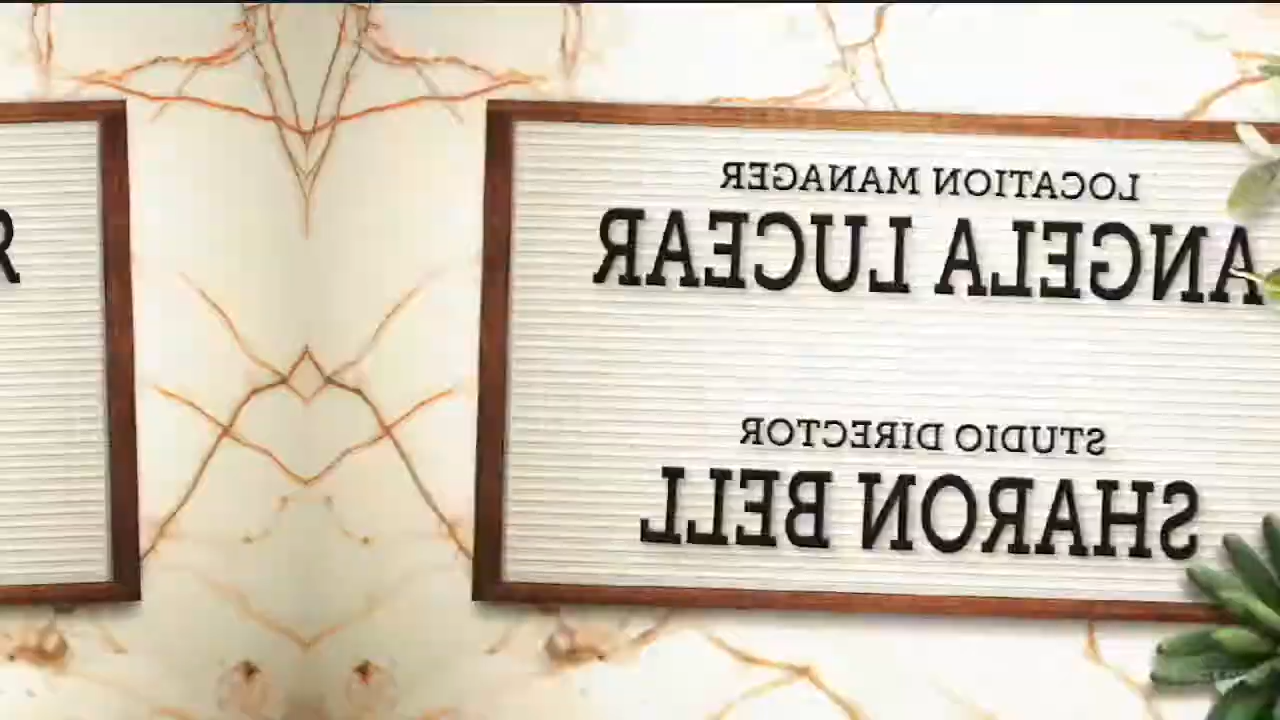 LOCATION MANAGER
ANGELA LUCEAR
STUDIO DIRECTOR
SHARON BELL